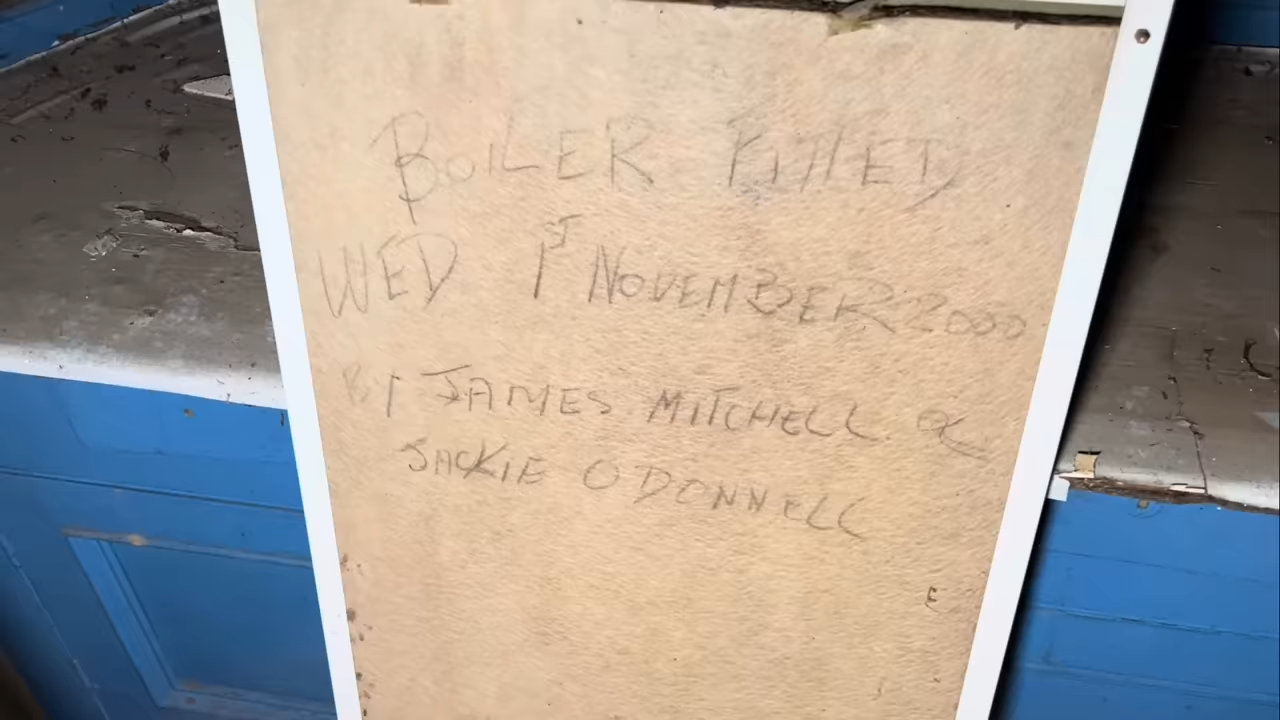 BOILER FITTED
WED 1ST NOVEMBER 2000
BY JAMES MITCHELL &
JACKIE O DONNELL